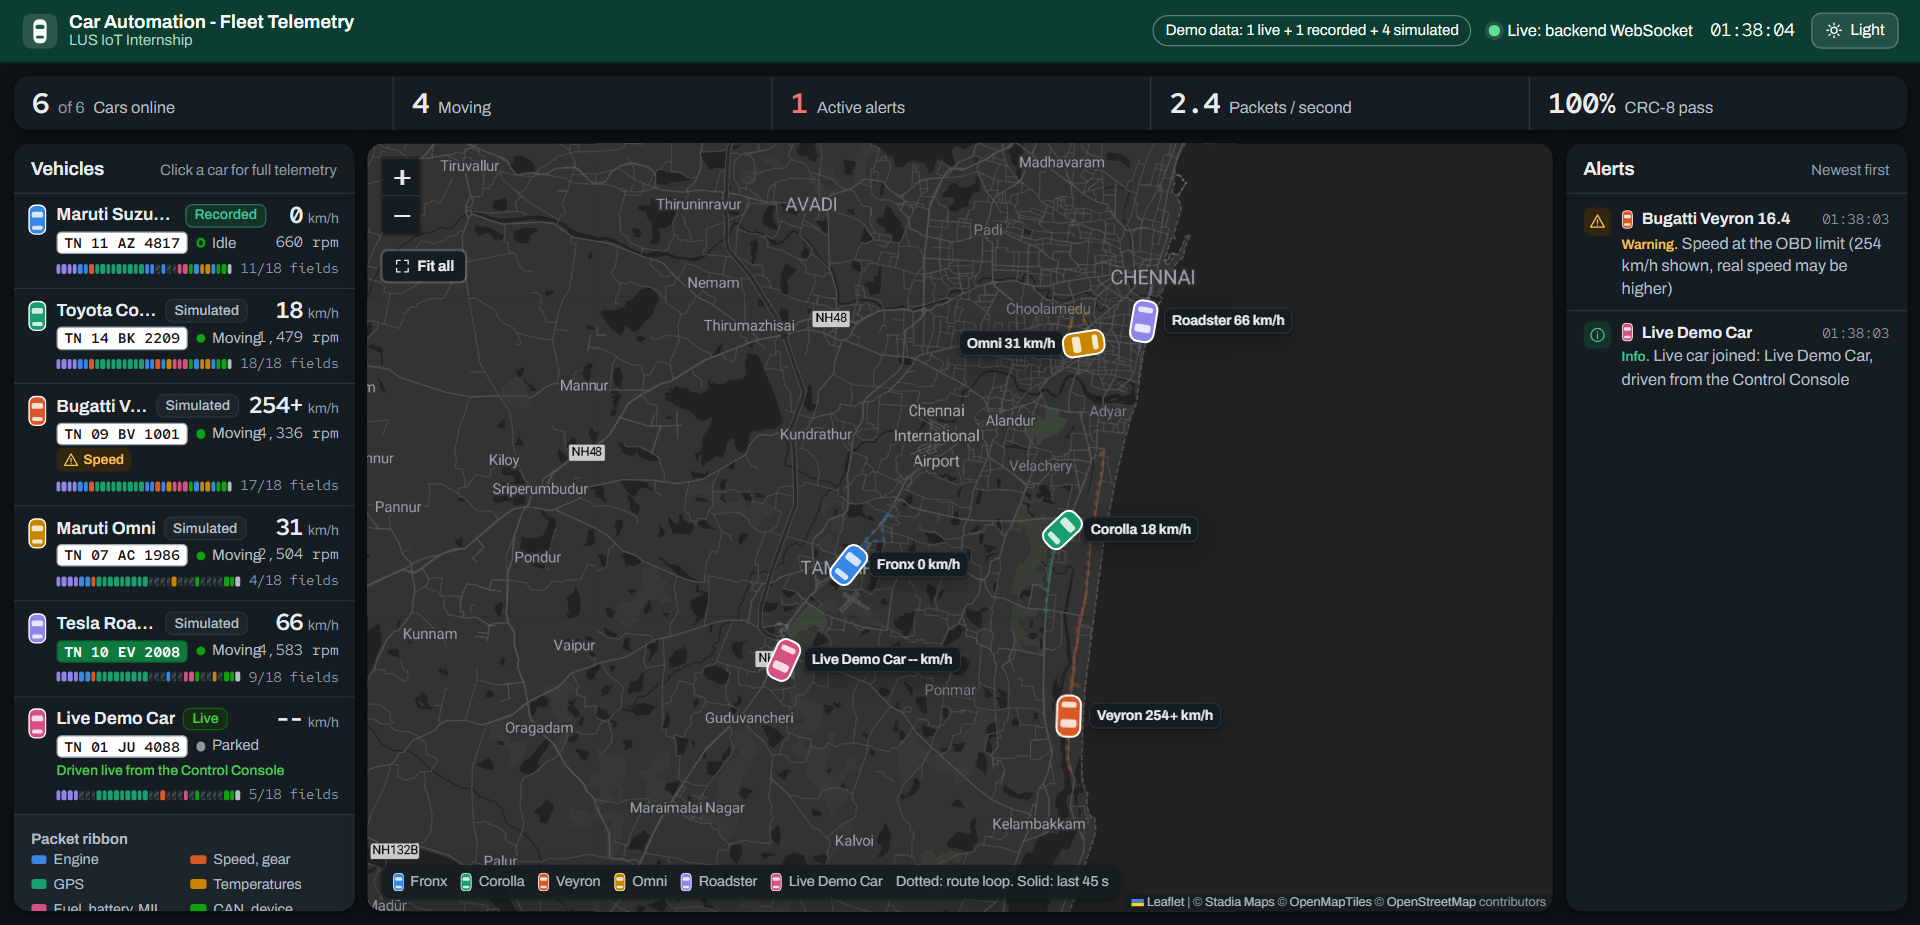 Car Automation - Fleet Telemetry
LUS IoT Internship
Demo data: 1 live + 1 recorded + 4 simulated
Live: backend WebSocket
01:38:04
Light
6 of 6 Cars online
4 Moving
1 Active alerts
2.4 Packets / second
100% CRC-8 pass
Vehicles
Click a car for full telemetry
Maruti Suzu... Recorded 0 km/h
TN 11 AZ 4817 Idle 660 rpm
11/18 fields
Toyota Co... Simulated 18 km/h
TN 14 BK 2209 Moving 1,479 rpm
18/18 fields
Bugatti V... Simulated 254+ km/h
TN 09 BV 1001 Moving 4,336 rpm
Speed
17/18 fields
Maruti Omni Simulated 31 km/h
TN 07 AC 1986 Moving 2,504 rpm
4/18 fields
Tesla Roa... Simulated 66 km/h
TN 10 EV 2008 Moving 4,583 rpm
9/18 fields
Live Demo Car Live -- km/h
TN 01 JU 4088 Parked
Driven live from the Control Console
5/18 fields
Packet ribbon
Engine
Speed, gear
GPS
Temperatures
Fuel, battery, MIL
CAN, device
+
−
Fit all
Tiruvallur
Madhavaram
Thiruninravur
AVADI
Padi
CHENNAI
Nemam
Choolaimedu
NH48
Thirumazhisai
Roadster 66 km/h
Omni 31 km/h
Mannur
Chennai
International
Airport
Adyar
Alandur
Kundrathur
NH48
Kiloy
Velachery
Sriperumbudur
Pannur
Corolla 18 km/h
Pondur
Fronx 0 km/h
Kunnam
Vaipur
Live Demo Car -- km/h
Ponmar
Guduvancheri
Veyron 254+ km/h
Oragadam
Maraimalai Nagar
Kelambakkam
Kalvoi
NH132B
Palur
Fronx Corolla Veyron Omni Roadster Live Demo Car Dotted: route loop. Solid: last 45 s
Leaflet | © Stadia Maps © OpenMapTiles © OpenStreetMap contributors
Alerts
Newest first
Bugatti Veyron 16.4 01:38:03
Warning. Speed at the OBD limit (254
km/h shown, real speed may be
higher)
Live Demo Car 01:38:03
Info. Live car joined: Live Demo Car,
driven from the Control Console